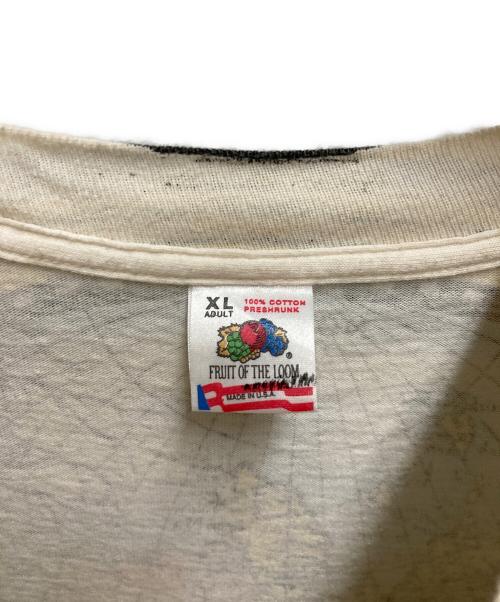 XL
ADULT
100% COTTON
PRESHRUNK
®
FRUIT OF THE LOOM
MADE IN U.S.A.